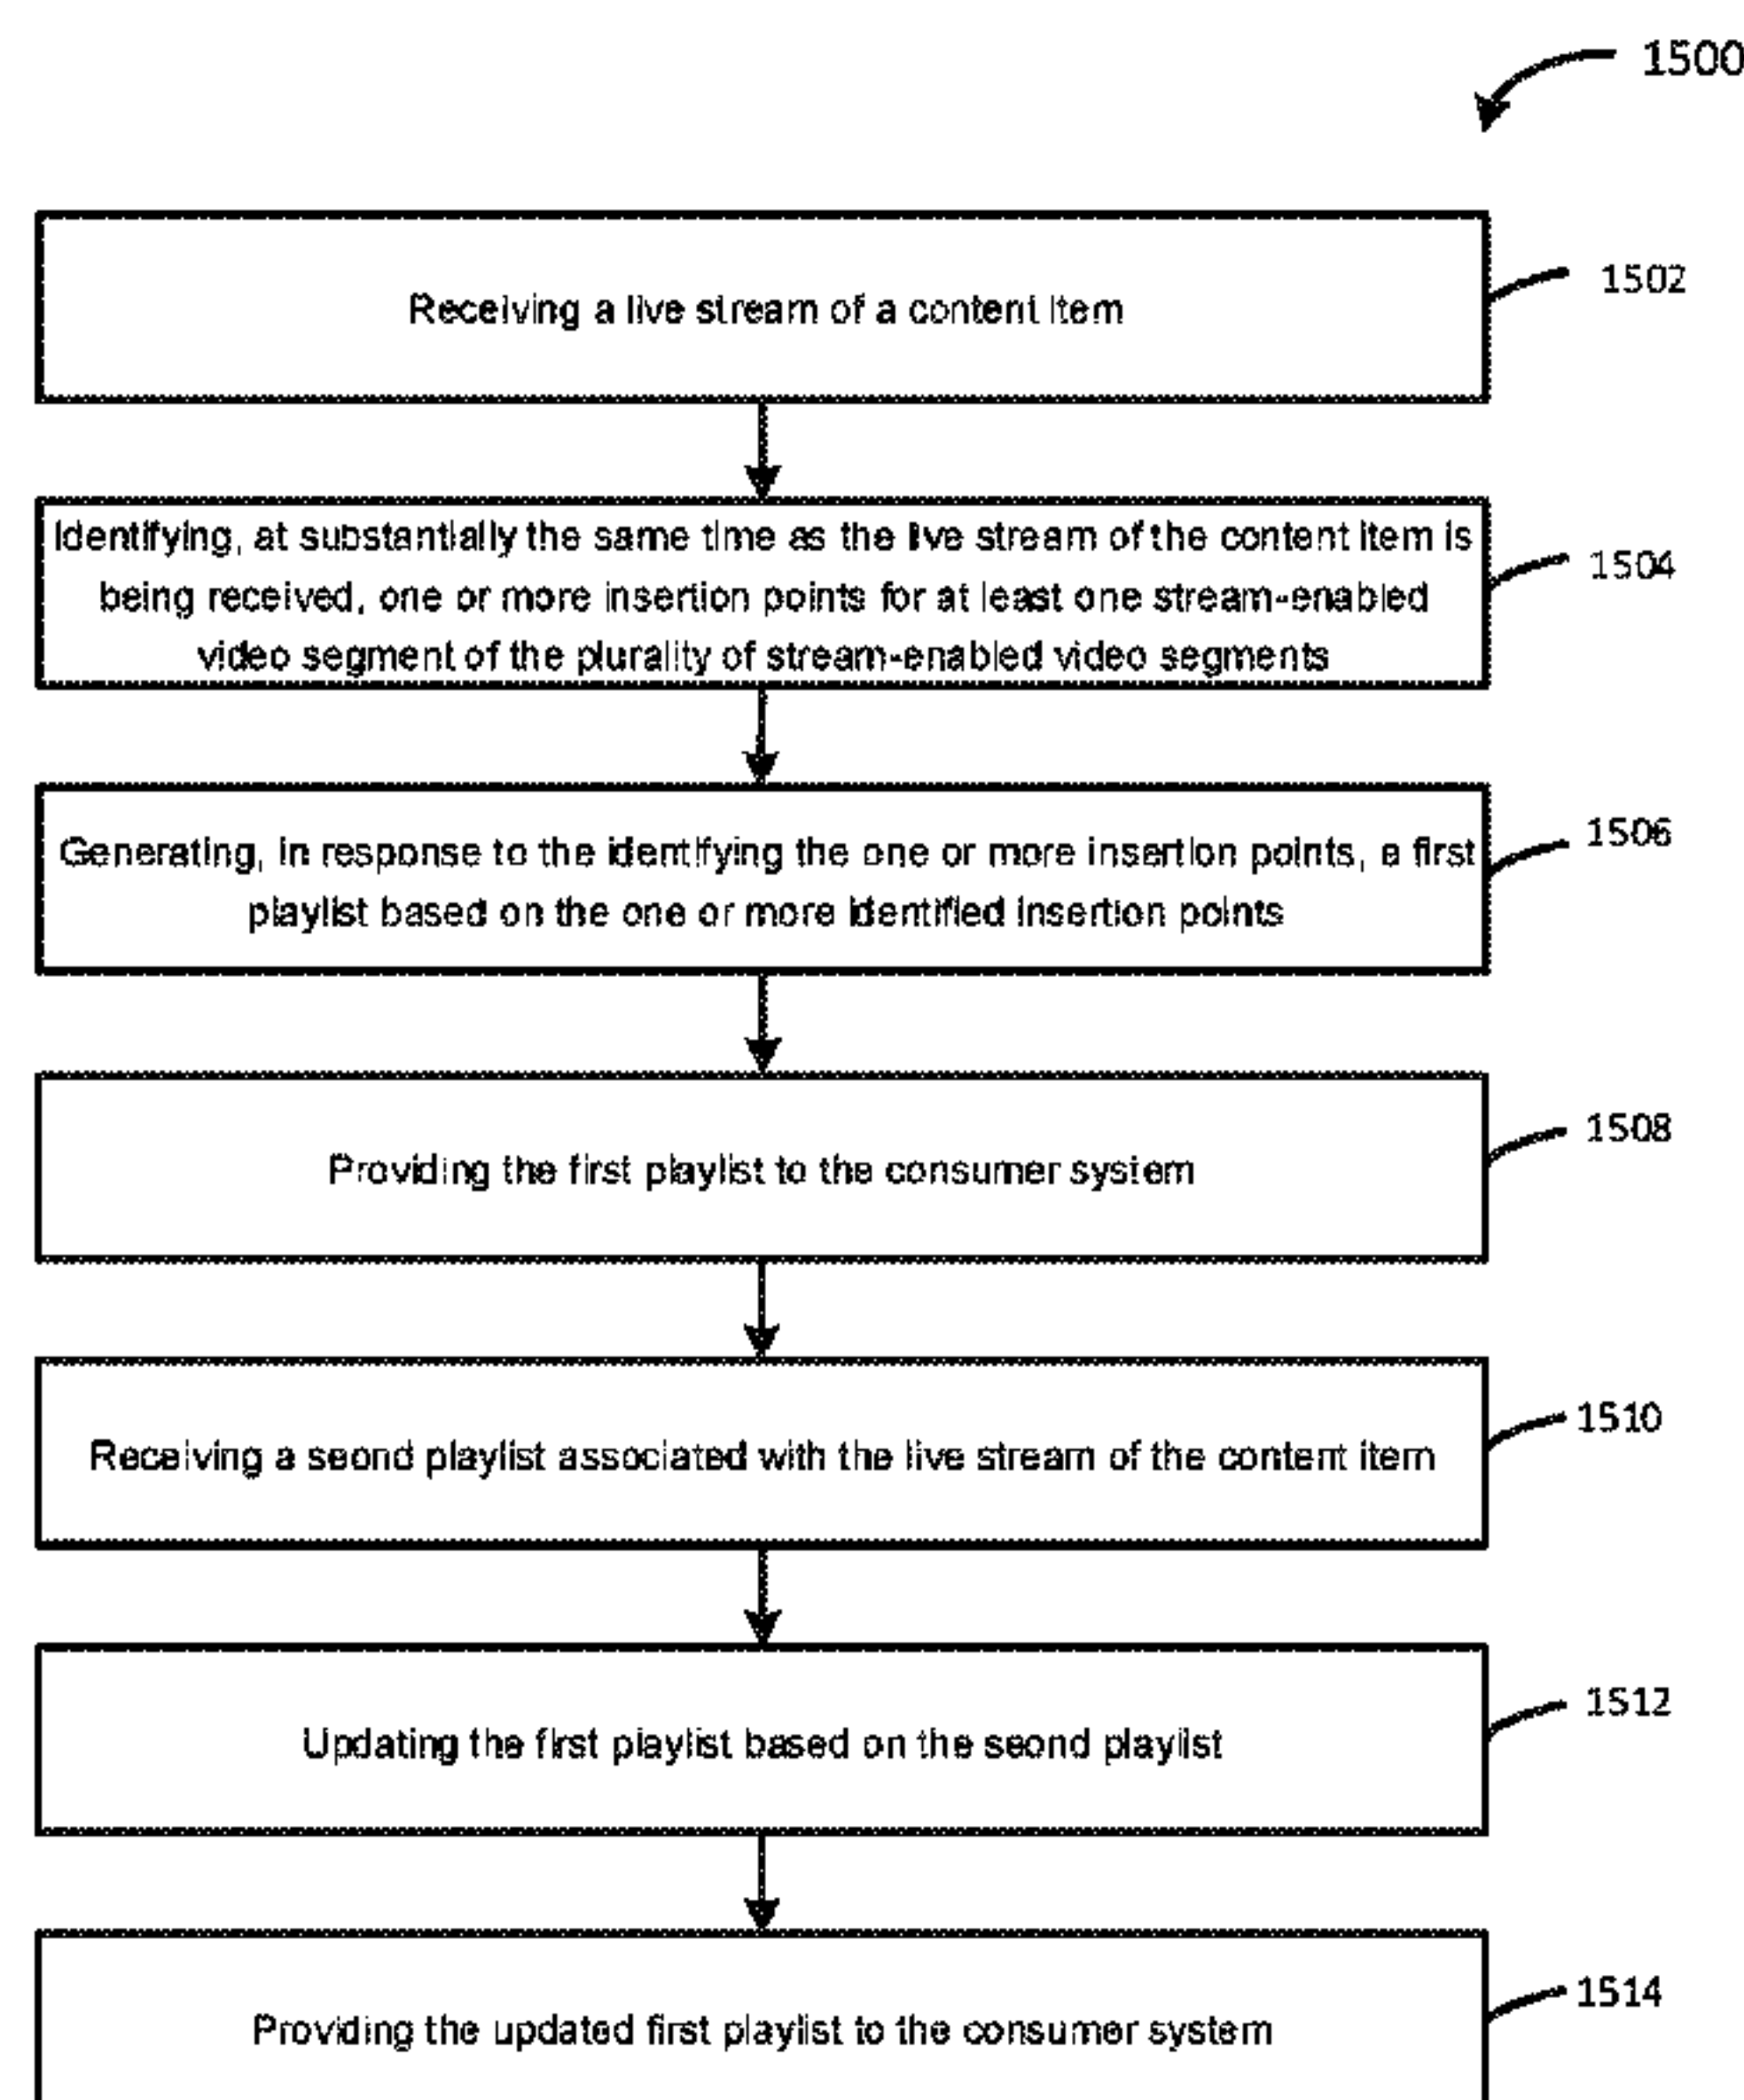 1500
Receiving a live stream of a content item
1502
Identifying, at substantially the same time as the live stream of the content item is
being received, one or more insertion points for at least one stream-enabled
video segment of the plurality of stream-enabled video segments
1504
Generating, in response to the identifying the one or more insertion points, a first
playlist based on the one or more identified insertion points
1506
Providing the first playlist to the consumer system
1508
Receiving a seond playlist associated with the live stream of the content item
1510
Updating the first playlist based on the seond playlist
1512
Providing the updated first playlist to the consumer system
1514